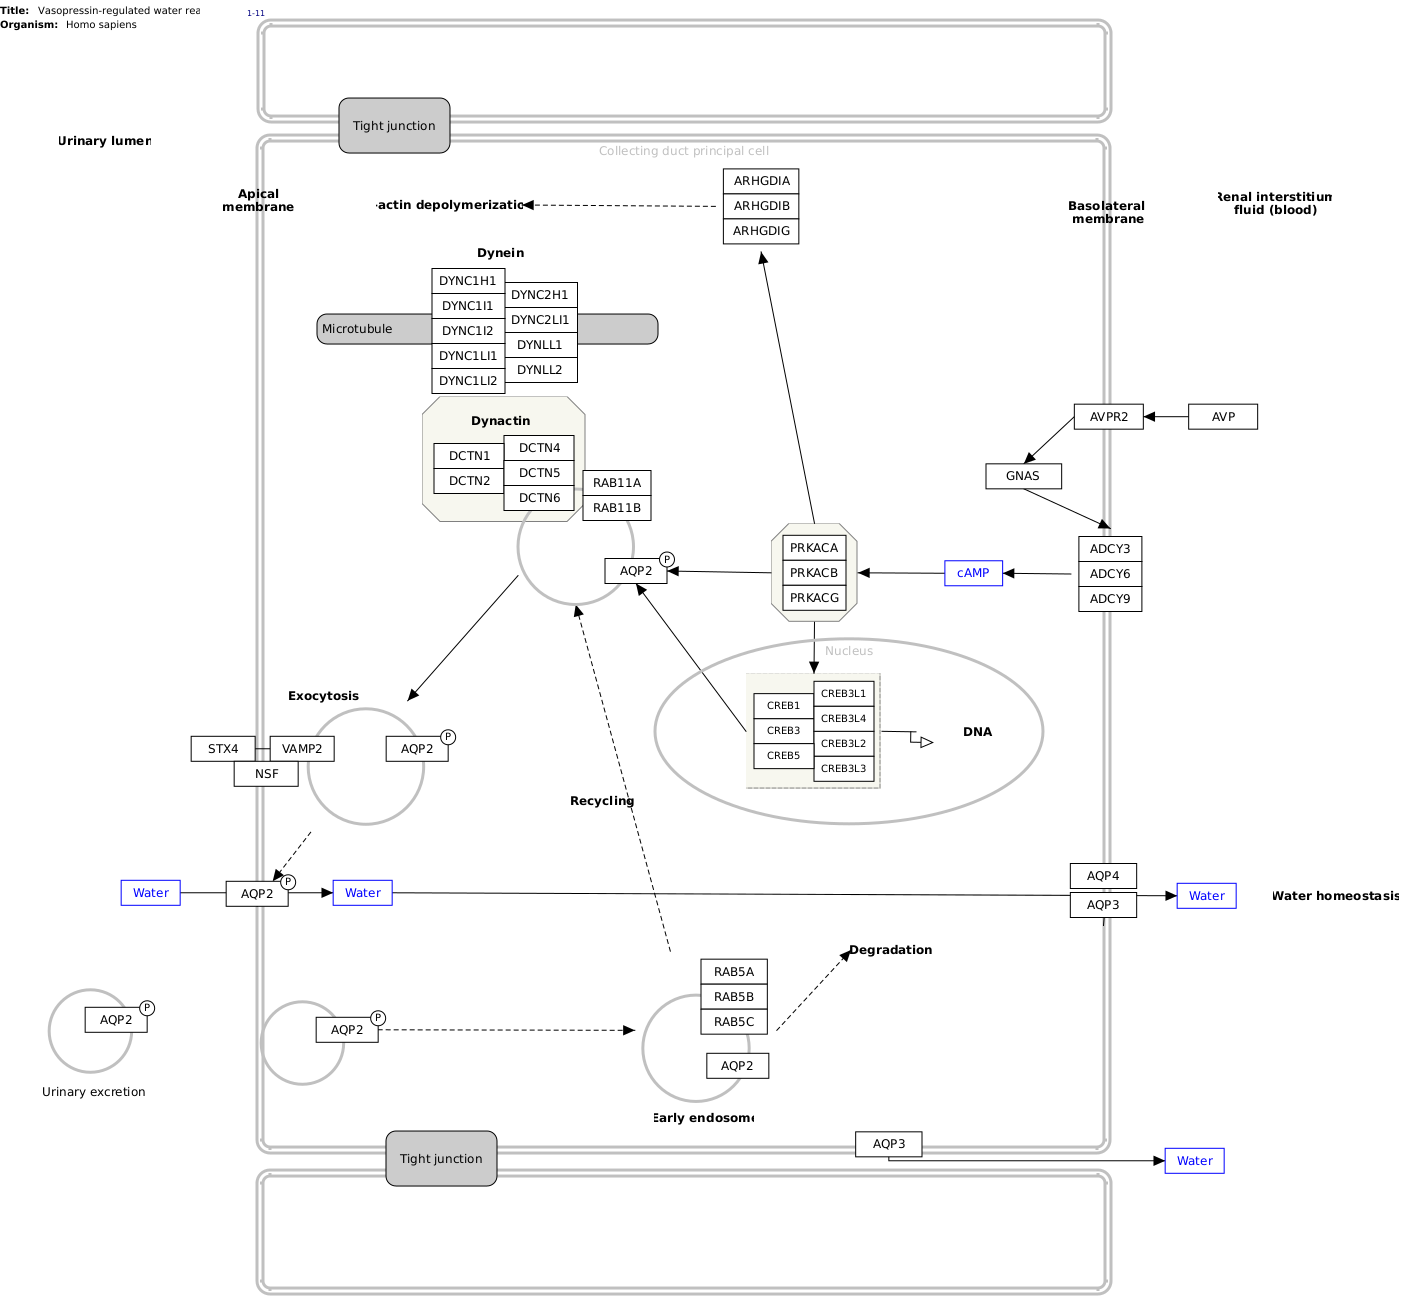 Title: Vasopressin-regulated water rea
1-11
Organism: Homo sapiens
Tight junction
Urinary lumen
Collecting duct principal cell
Apical
membrane
actin depolymerizatio
ARHGDIA
ARHGDIB
ARHGDIG
Basolateral
membrane
Renal interstitium
fluid (blood)
Dynein
DYNC1H1
DYNC1I1
DYNC1I2
DYNC1LI1
DYNC1LI2
DYNC2H1
DYNC2LI1
DYNLL1
DYNLL2
Microtubule
Dynactin
DCTN1
DCTN2
DCTN4
DCTN5
DCTN6
RAB11A
RAB11B
AVPR2
AVP
GNAS
ADCY3
ADCY6
ADCY9
cAMP
PRKACA
PRKACB
PRKACG
AQP2
P
Nucleus
CREB1
CREB3
CREB5
CREB3L1
CREB3L4
CREB3L2
CREB3L3
DNA
Exocytosis
STX4
VAMP2
NSF
AQP2
P
Recycling
Water
AQP2
P
Water
AQP4
AQP3
Water
Water homeostasis
Degradation
RAB5A
RAB5B
RAB5C
AQP2
Early endosome
AQP2
P
AQP2
P
Urinary excretion
Tight junction
AQP3
Water